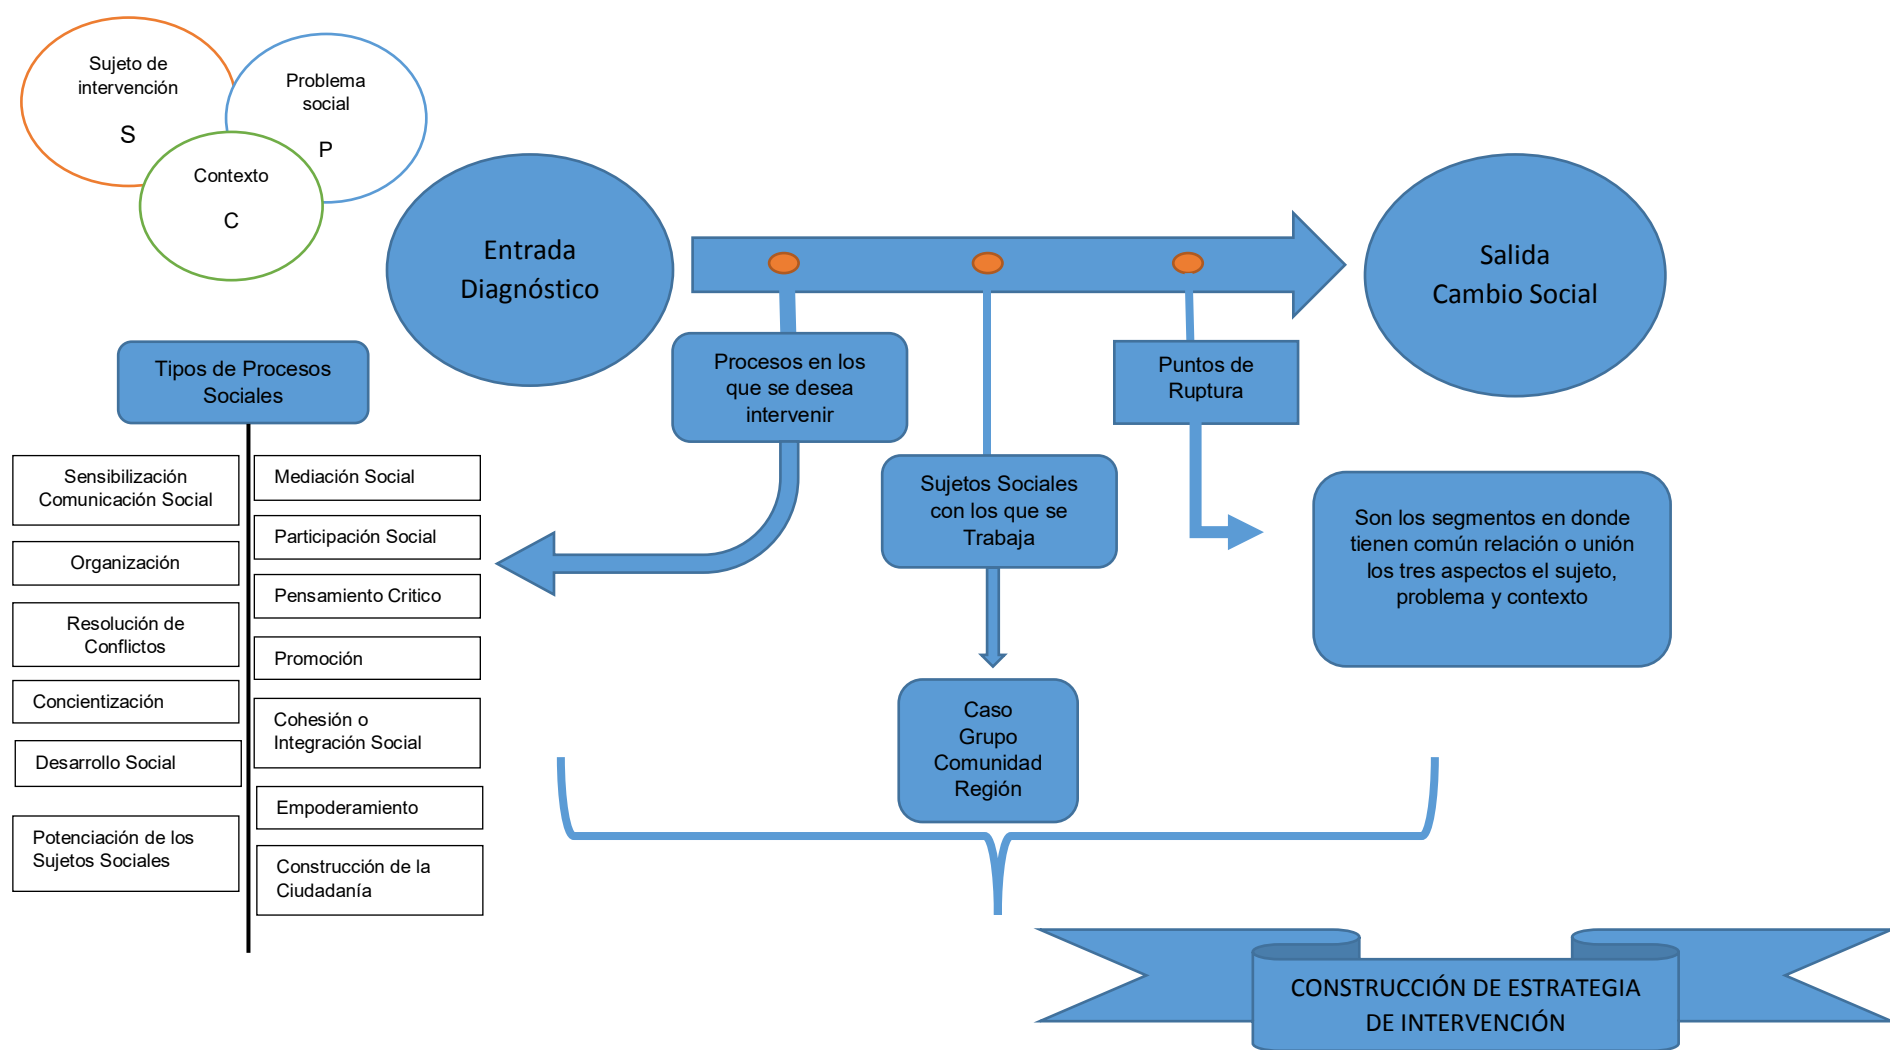 Sujeto de
intervención
S
Problema
social
P
Contexto
C
Entrada
Diagnóstico
Salida
Cambio Social
Tipos de Procesos
Sociales
Procesos en los
que se desea
intervenir
Puntos de
Ruptura
Sujetos Sociales
con los que se
Trabaja
Son los segmentos en donde
tienen común relación o unión
los tres aspectos el sujeto,
problema y contexto
Caso
Grupo
Comunidad
Región
Sensibilización
Comunicación Social
Organización
Resolución de
Conflictos
Concientización
Desarrollo Social
Potenciación de los
Sujetos Sociales
Mediación Social
Participación Social
Pensamiento Critico
Promoción
Cohesión o
Integración Social
Empoderamiento
Construcción de la
Ciudadanía
CONSTRUCCIÓN DE ESTRATEGIA
DE INTERVENCIÓN